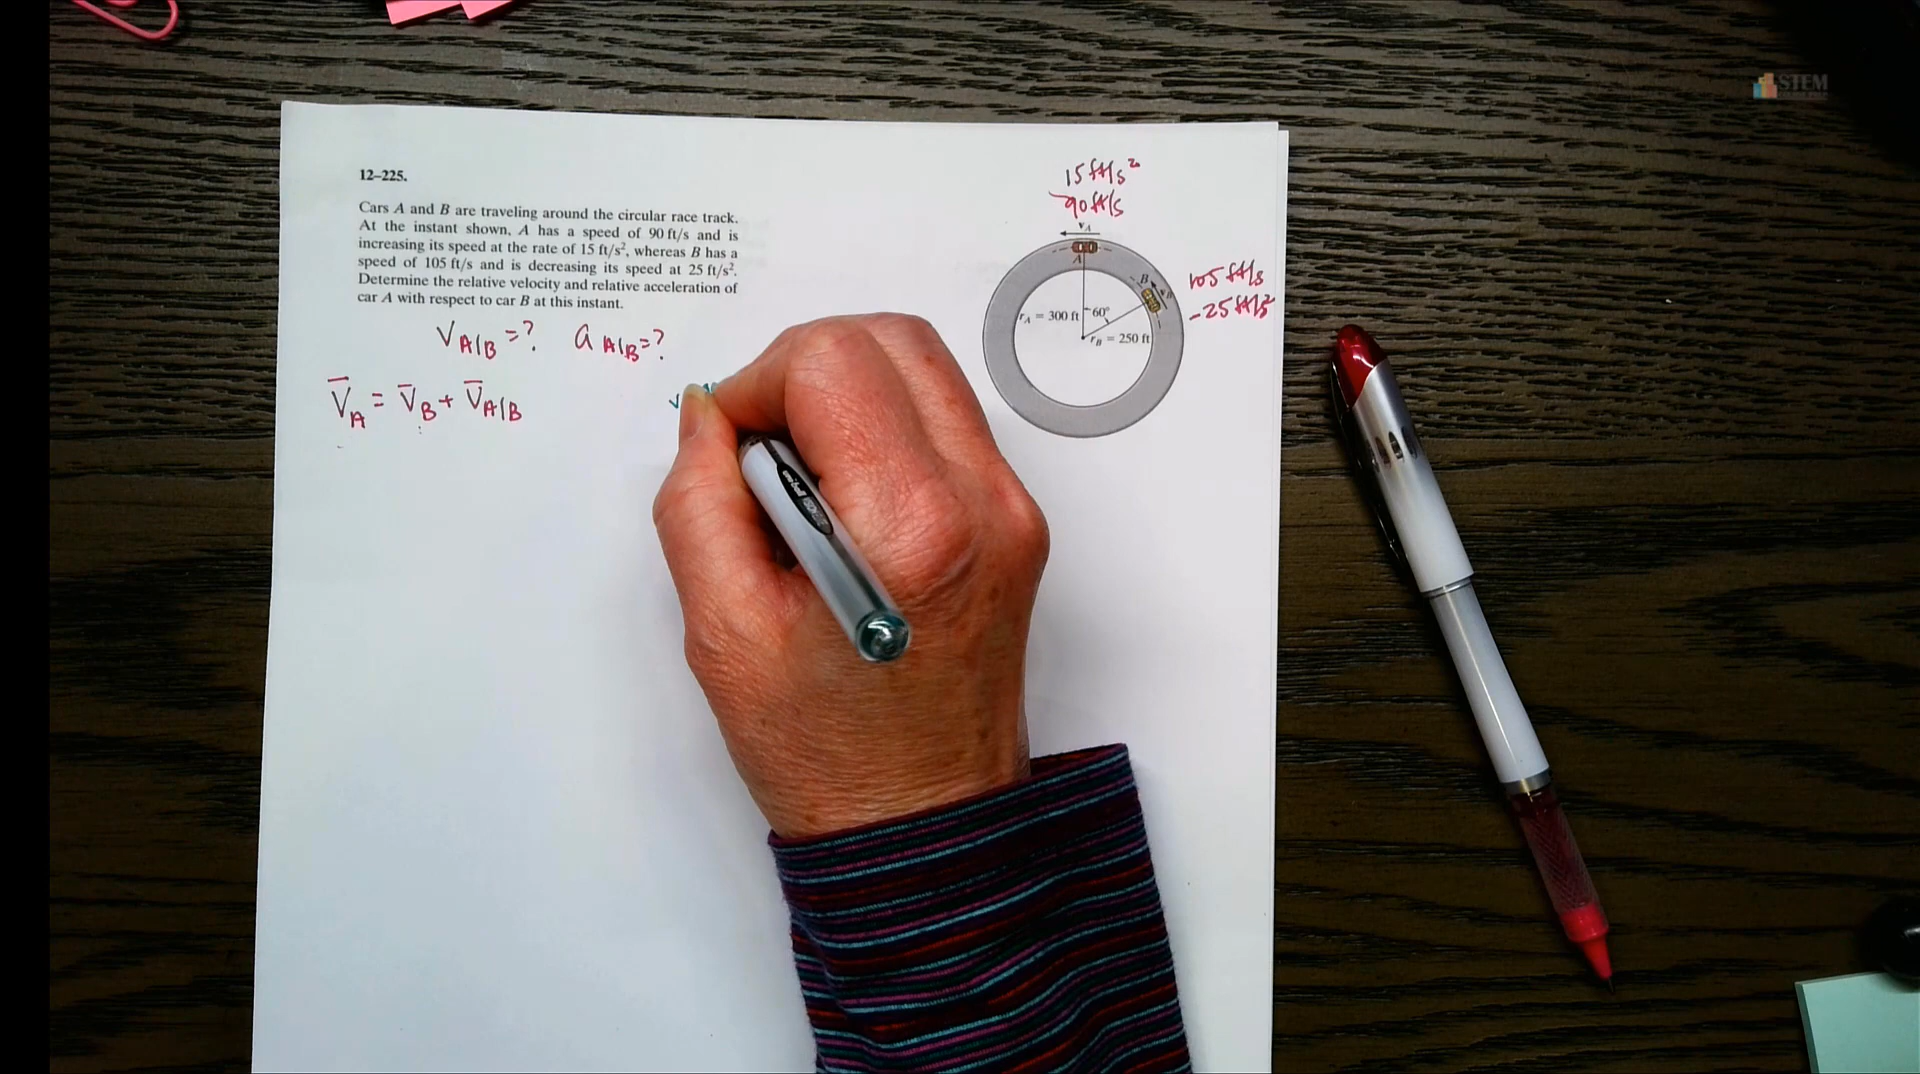 STEM
12–225.
Cars A and B are traveling around the circular race track.
At the instant shown, A has a speed of 90 ft/s and is
increasing its speed at the rate of 15 ft/s², whereas B has a
speed of 105 ft/s and is decreasing its speed at 25 ft/s².
Determine the relative velocity and relative acceleration of
car A with respect to car B at this instant.
V A|B = ? a A|B = ?
V̄A = V̄B + V̄A|B
15 ft/s²
90 ft/s
vA
A
B
vB
105 ft/s
-25 ft/s²
rA = 300 ft
60°
rB = 250 ft
uni-ball VISION